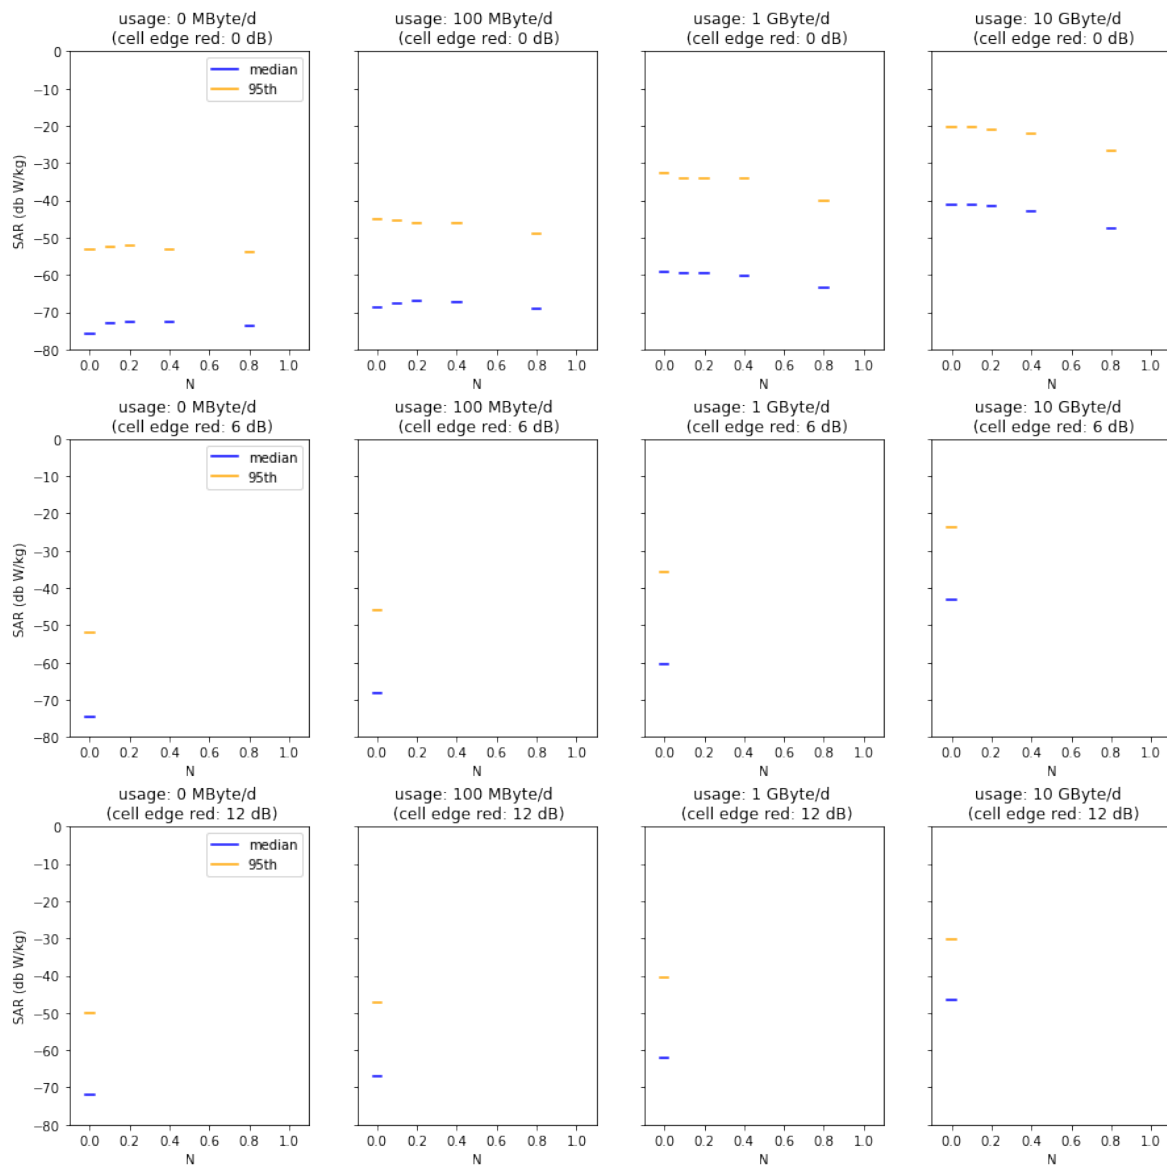 usage: 0 MByte/d
(cell edge red: 0 dB)
usage: 100 MByte/d
(cell edge red: 0 dB)
usage: 1 GByte/d
(cell edge red: 0 dB)
usage: 10 GByte/d
(cell edge red: 0 dB)
median
95th
SAR (db W/kg)
0
−10
−20
−30
−40
−50
−60
−70
−80
0.0 0.2 0.4 0.6 0.8 1.0
N
0.0 0.2 0.4 0.6 0.8 1.0
N
0.0 0.2 0.4 0.6 0.8 1.0
N
0.0 0.2 0.4 0.6 0.8 1.0
N
usage: 0 MByte/d
(cell edge red: 6 dB)
usage: 100 MByte/d
(cell edge red: 6 dB)
usage: 1 GByte/d
(cell edge red: 6 dB)
usage: 10 GByte/d
(cell edge red: 6 dB)
median
95th
SAR (db W/kg)
0
−10
−20
−30
−40
−50
−60
−70
−80
0.0 0.2 0.4 0.6 0.8 1.0
N
0.0 0.2 0.4 0.6 0.8 1.0
N
0.0 0.2 0.4 0.6 0.8 1.0
N
0.0 0.2 0.4 0.6 0.8 1.0
N
usage: 0 MByte/d
(cell edge red: 12 dB)
usage: 100 MByte/d
(cell edge red: 12 dB)
usage: 1 GByte/d
(cell edge red: 12 dB)
usage: 10 GByte/d
(cell edge red: 12 dB)
median
95th
SAR (db W/kg)
0
−10
−20
−30
−40
−50
−60
−70
−80
0.0 0.2 0.4 0.6 0.8 1.0
N
0.0 0.2 0.4 0.6 0.8 1.0
N
0.0 0.2 0.4 0.6 0.8 1.0
N
0.0 0.2 0.4 0.6 0.8 1.0
N